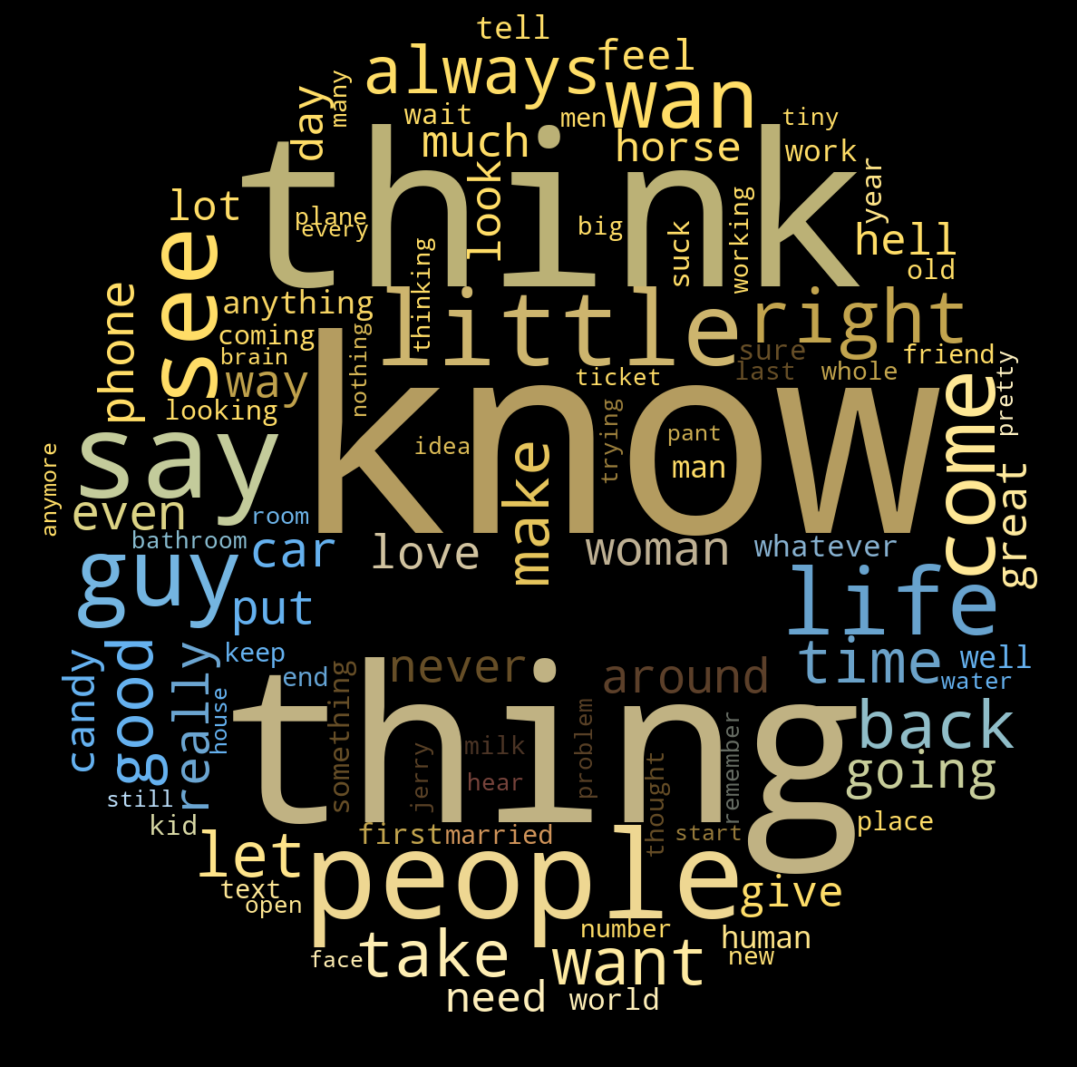 tell
always
feel
wan
day
many
wait
men
tiny
much
horse
work
think
look
year
lot
plane
every
big
suck
working
hell
old
see
phone
anything
thinking
little
right
coming
brain
nothing
sure
friend
pretty
way
ticket
last
whole
looking
know
come
say
idea
trying
pant
man
make
great
anymore
even
room
bathroom
car
love
woman
whatever
guy
put
life
candy
good
really
keep
house
end
something
never
around
time
well
water
thing
back
jerry
milk
hear
problem
thought
remember
going
still
kid
first
married
start
place
let
people
text
open
give
number
human
new
face
take
want
need
world